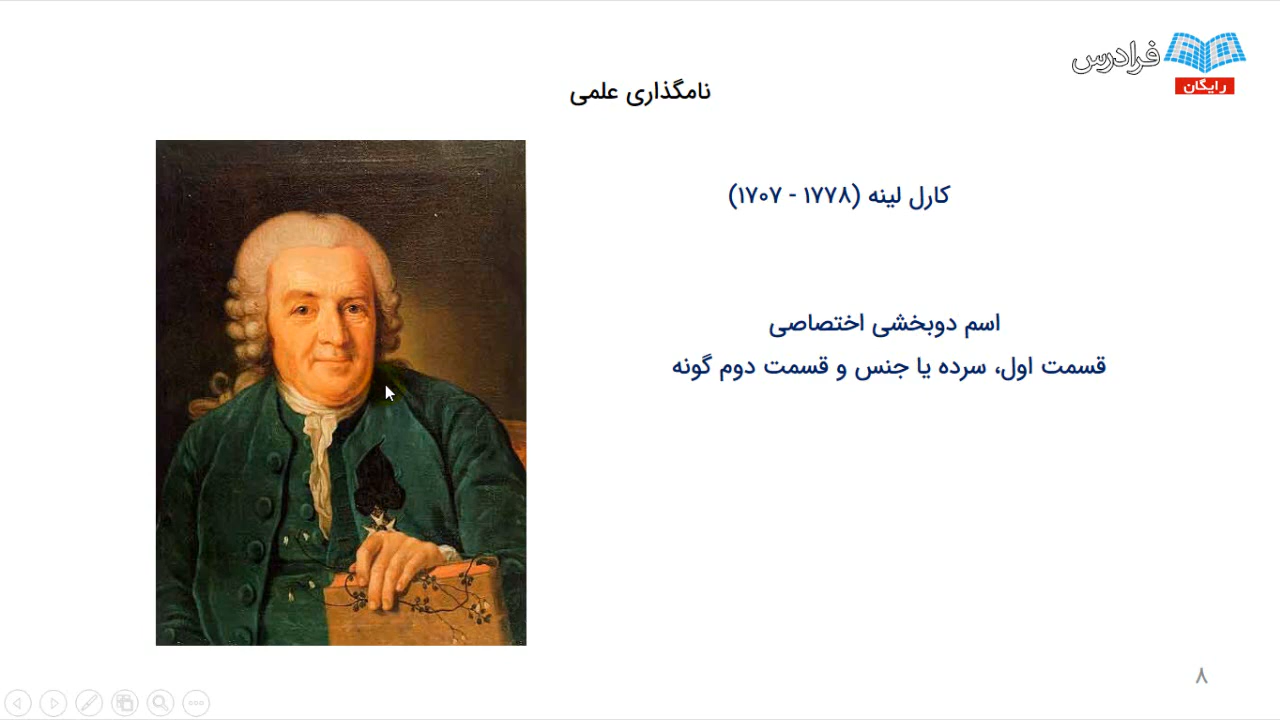 فرادرس
رایگان
نامگذاری علمی
کارل لینه (۱۷۷۸ - ۱۷۰۷)
اسم دوبخشی اختصاصی
قسمت اول، سرده یا جنس و قسمت دوم گونه
۸